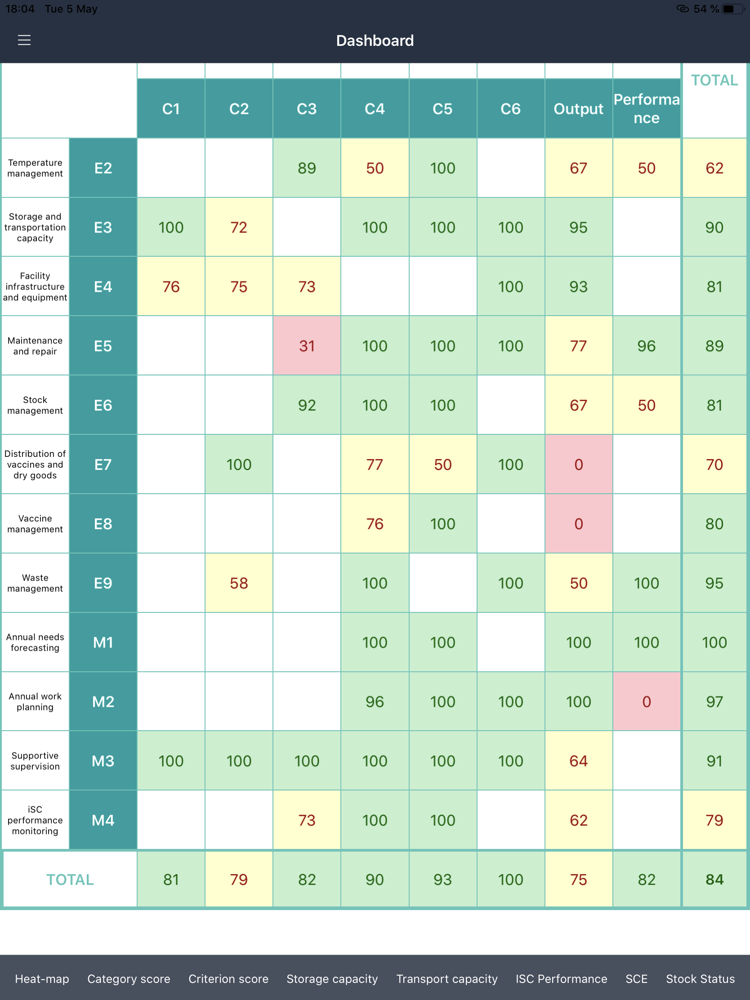 18:04 Tue 5 May
54 %
Dashboard
TOTAL
C1 C2 C3 C4 C5 C6 Output Performa
nce
Temperature
management
E2 89 50 100 67 50 62
Storage and
transportation
capacity
E3 100 72 100 100 100 95 90
Facility
infrastructure
and equipment
E4 76 75 73 100 93 81
Maintenance
and repair
E5 31 100 100 100 77 96 89
Stock
management
E6 92 100 100 67 50 81
Distribution of
vaccines and
dry goods
E7 100 77 50 100 0 70
Vaccine
management
E8 76 100 0 80
Waste
management
E9 58 100 100 50 100 95
Annual needs
forecasting
M1 100 100 100 100 100
Annual work
planning
M2 96 100 100 100 0 97
Supportive
supervision
M3 100 100 100 100 100 100 64 91
iSC
performance
monitoring
M4 73 100 100 62 79
TOTAL 81 79 82 90 93 100 75 82 84
Heat-map Category score Criterion score Storage capacity Transport capacity ISC Performance SCE Stock Status